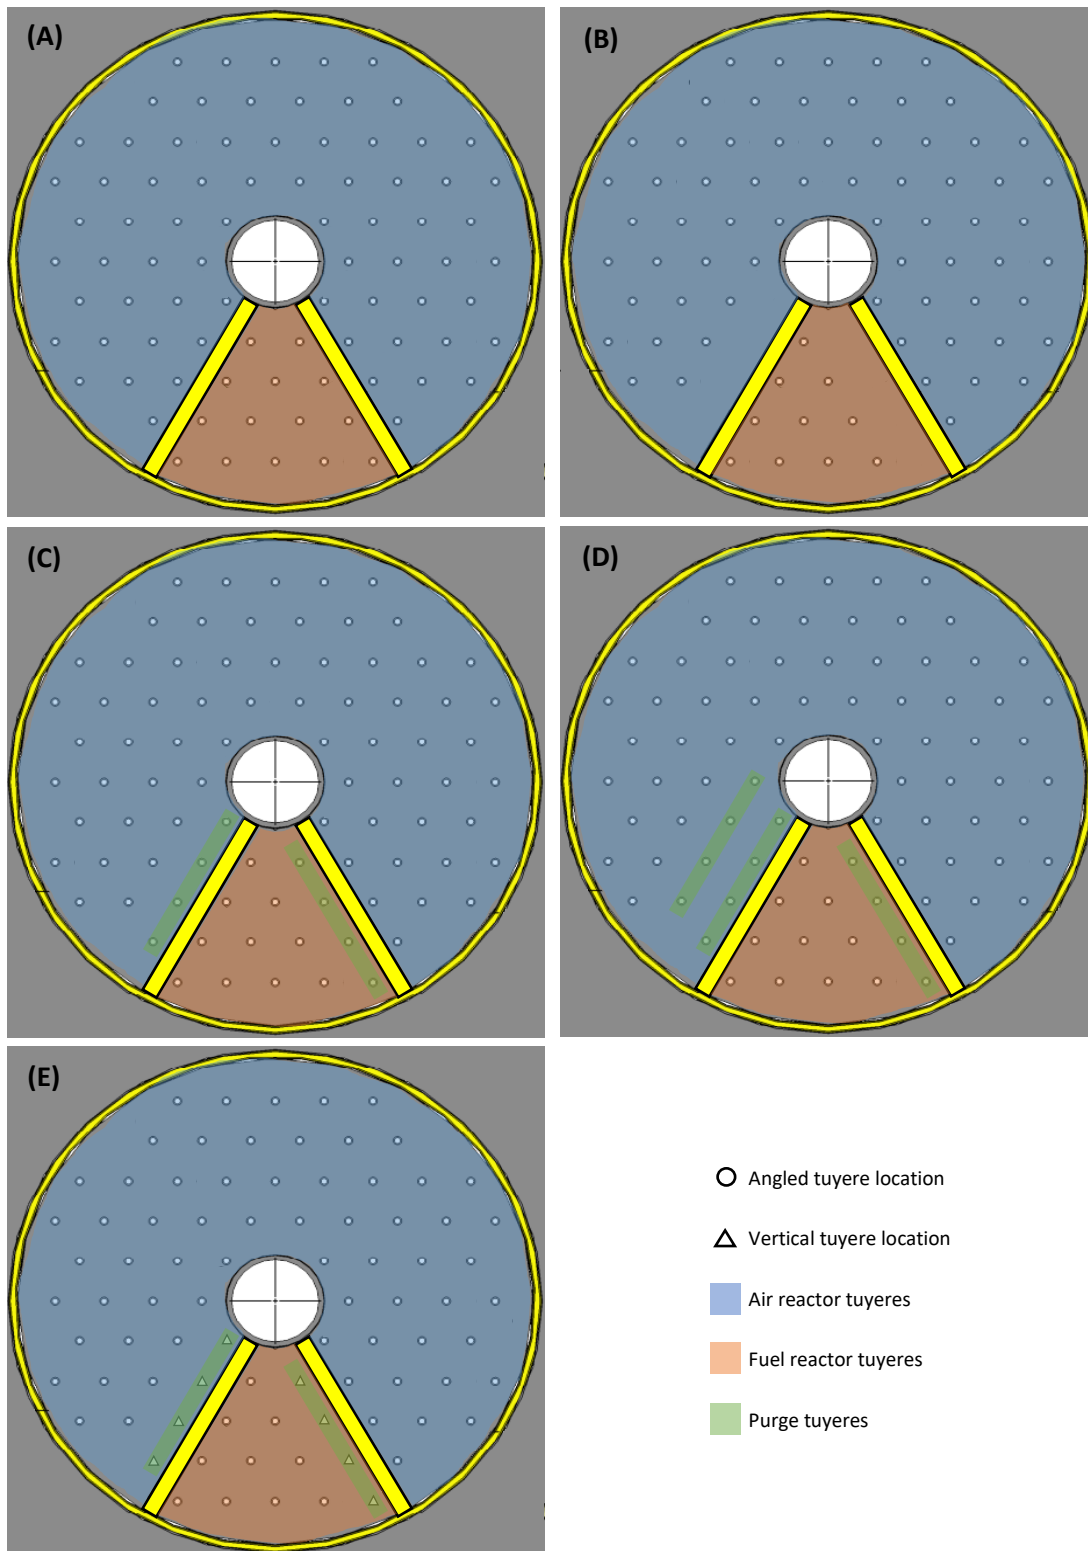 (A)
(B)
(C)
(D)
(E)
Angled tuyere location
Vertical tuyere location
Air reactor tuyeres
Fuel reactor tuyeres
Purge tuyeres